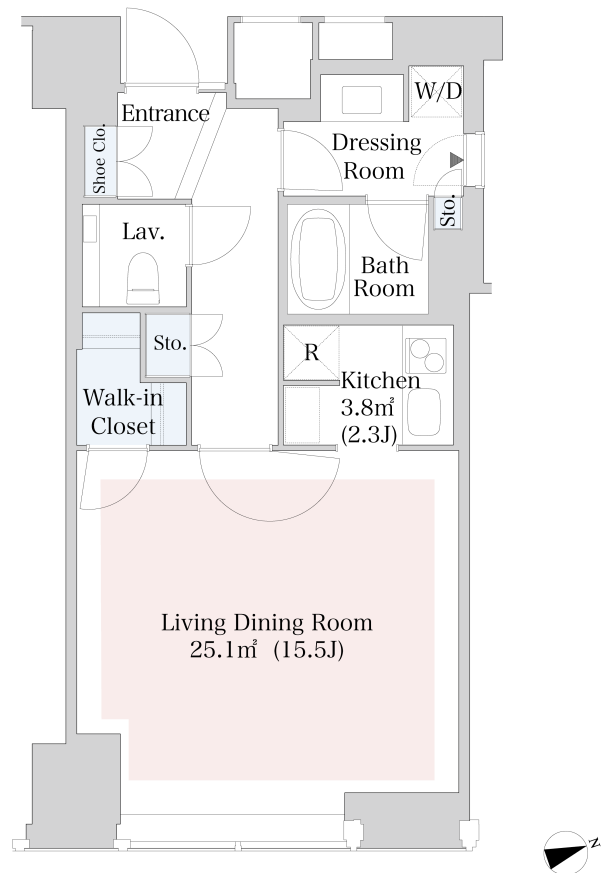 Entrance
W/D
Shoe Clo.
Dressing
Room
Sto.
Lav.
Bath
Room
Sto.
R
Kitchen
3.8㎡
(2.3J)
Walk-in
Closet
Living Dining Room
25.1㎡ (15.5J)
N